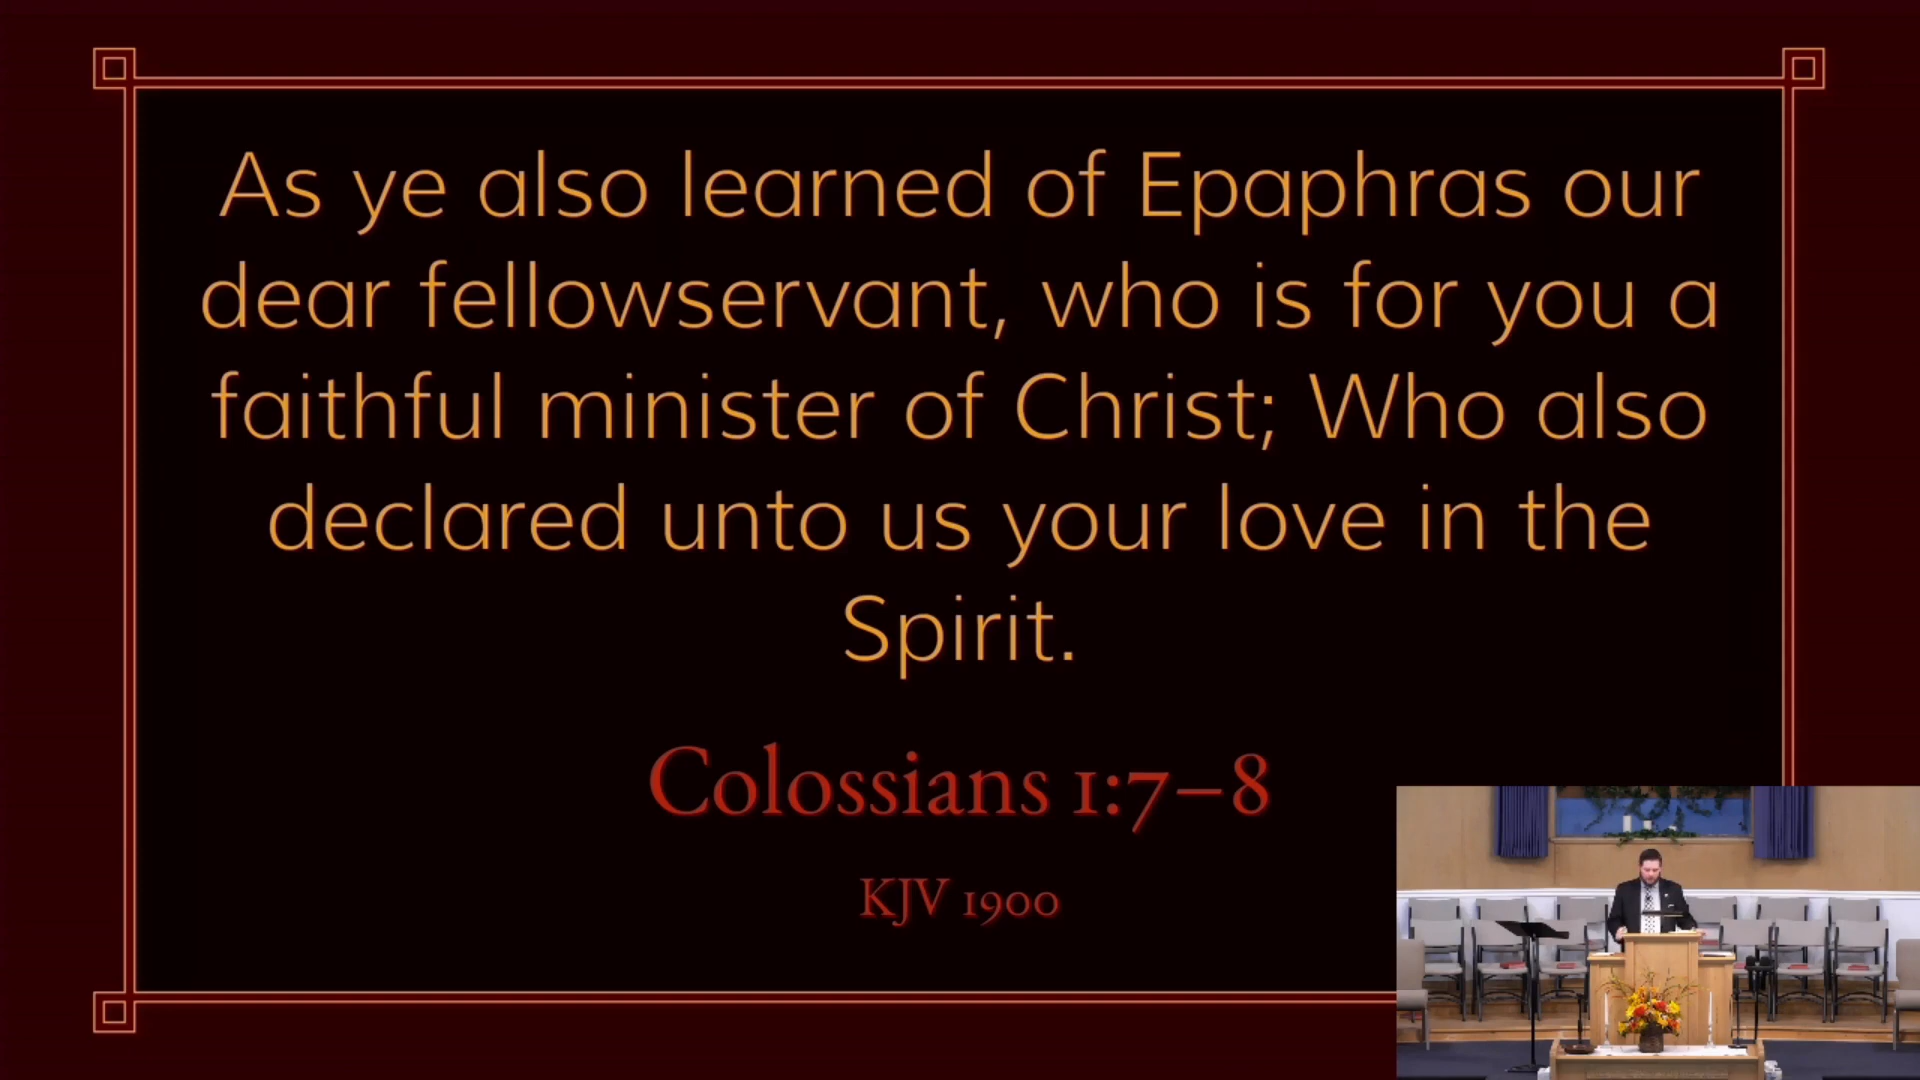 As ye also learned of Epaphras our
dear fellowservant, who is for you a
faithful minister of Christ; Who also
declared unto us your love in the
Spirit.
Colossians 1:7–8
KJV 1900